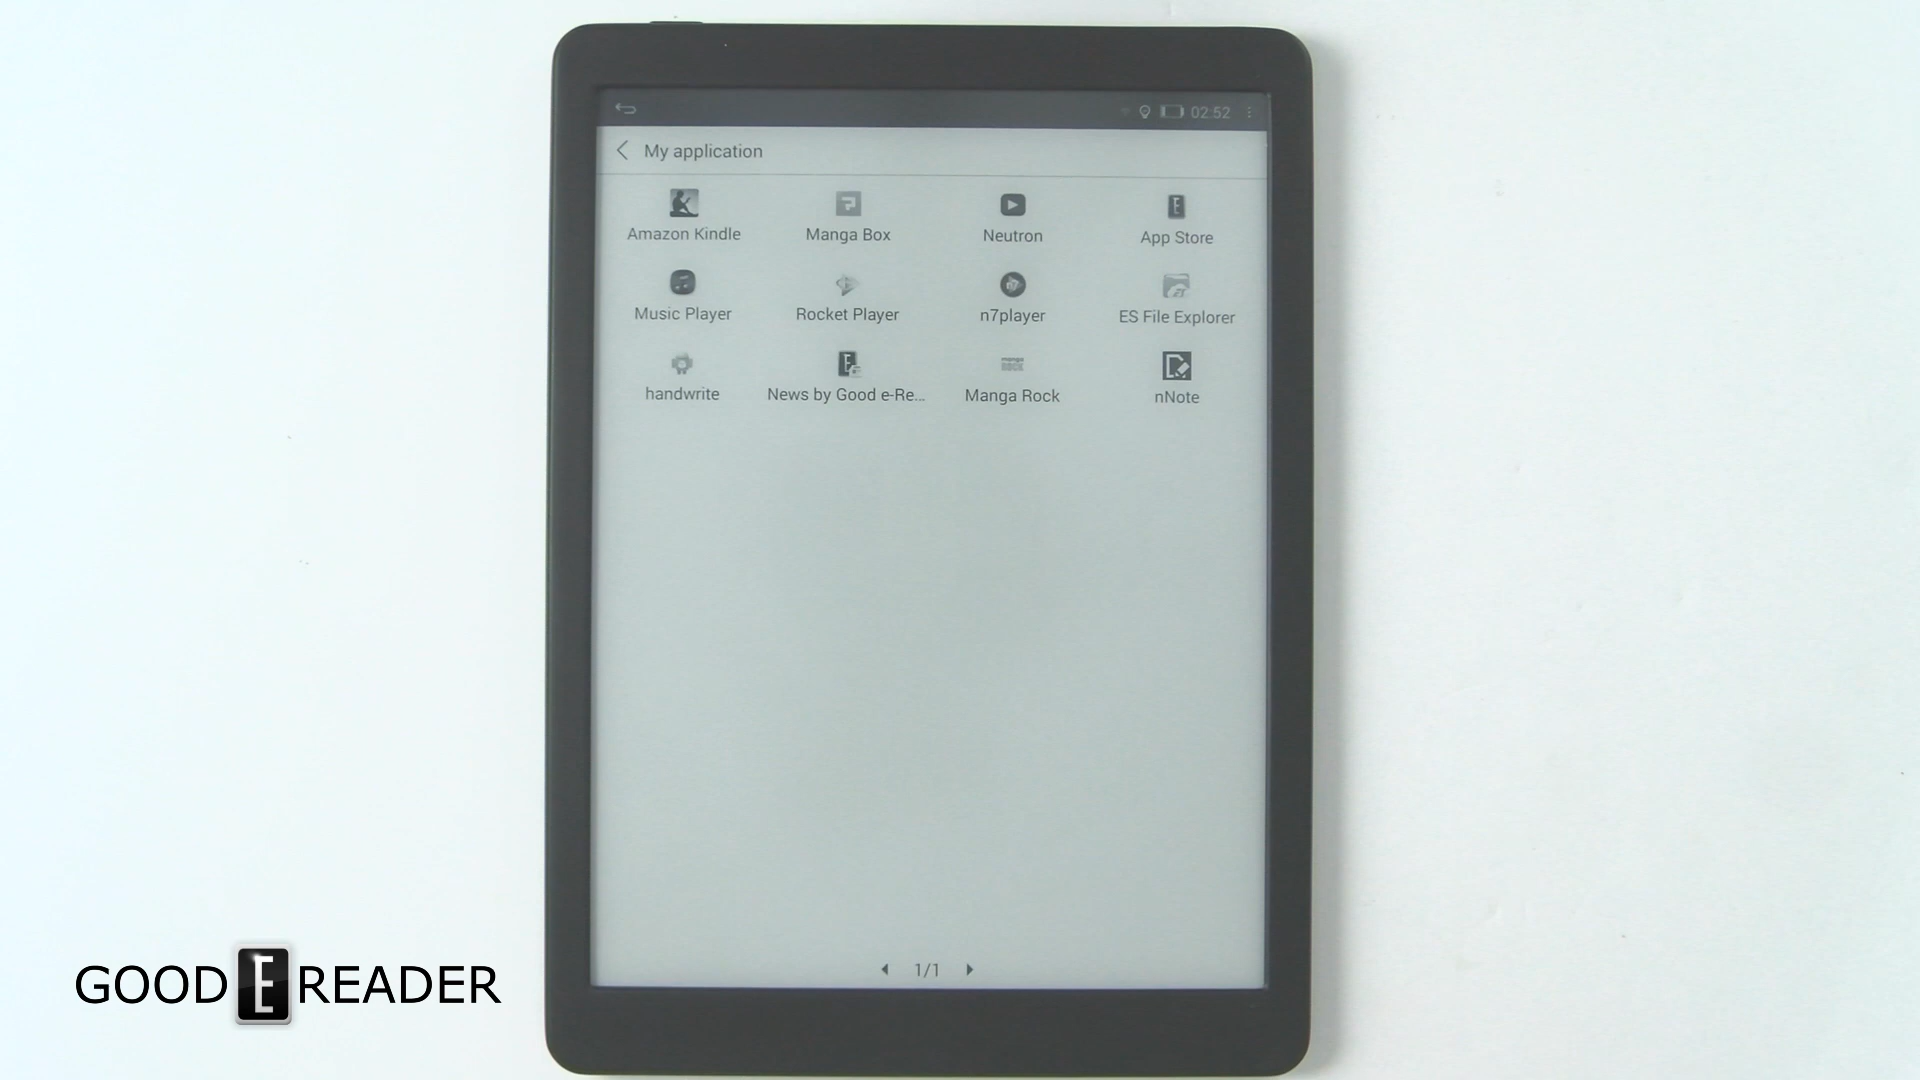 02:52
My application
Amazon Kindle
Manga Box
Neutron
App Store
Music Player
Rocket Player
n7player
ES File Explorer
handwrite
News by Good e-Re...
Manga Rock
nNote
1/1
GOOD E READER